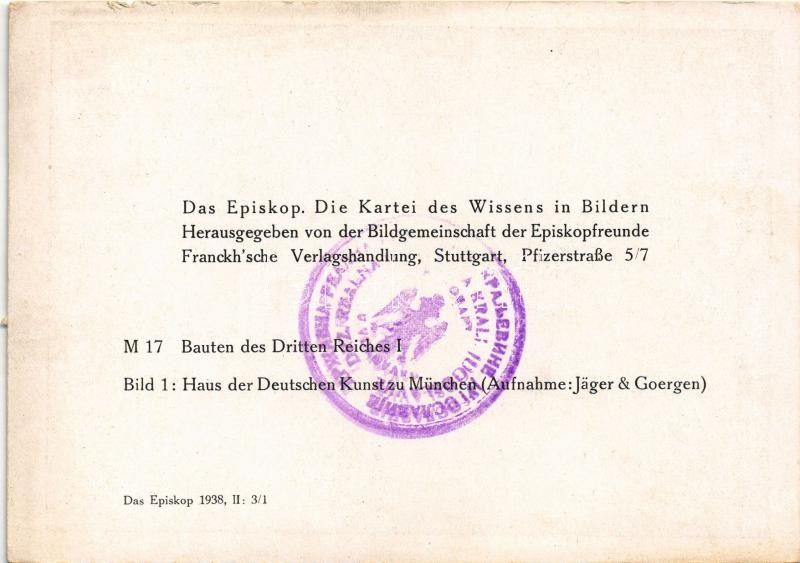 Das Episkop. Die Kartei des Wissens in Bildern
Herausgegeben von der Bildgemeinschaft der Episkopfreunde
Franckh'sche Verlagshandlung, Stuttgart, Pfizerstraße 5/7
M 17 Bauten des Dritten Reiches I
Bild 1: Haus der Deutschen Kunst zu München (Aufnahme: Jäger & Goergen)
Das Episkop 1938, II: 3/1